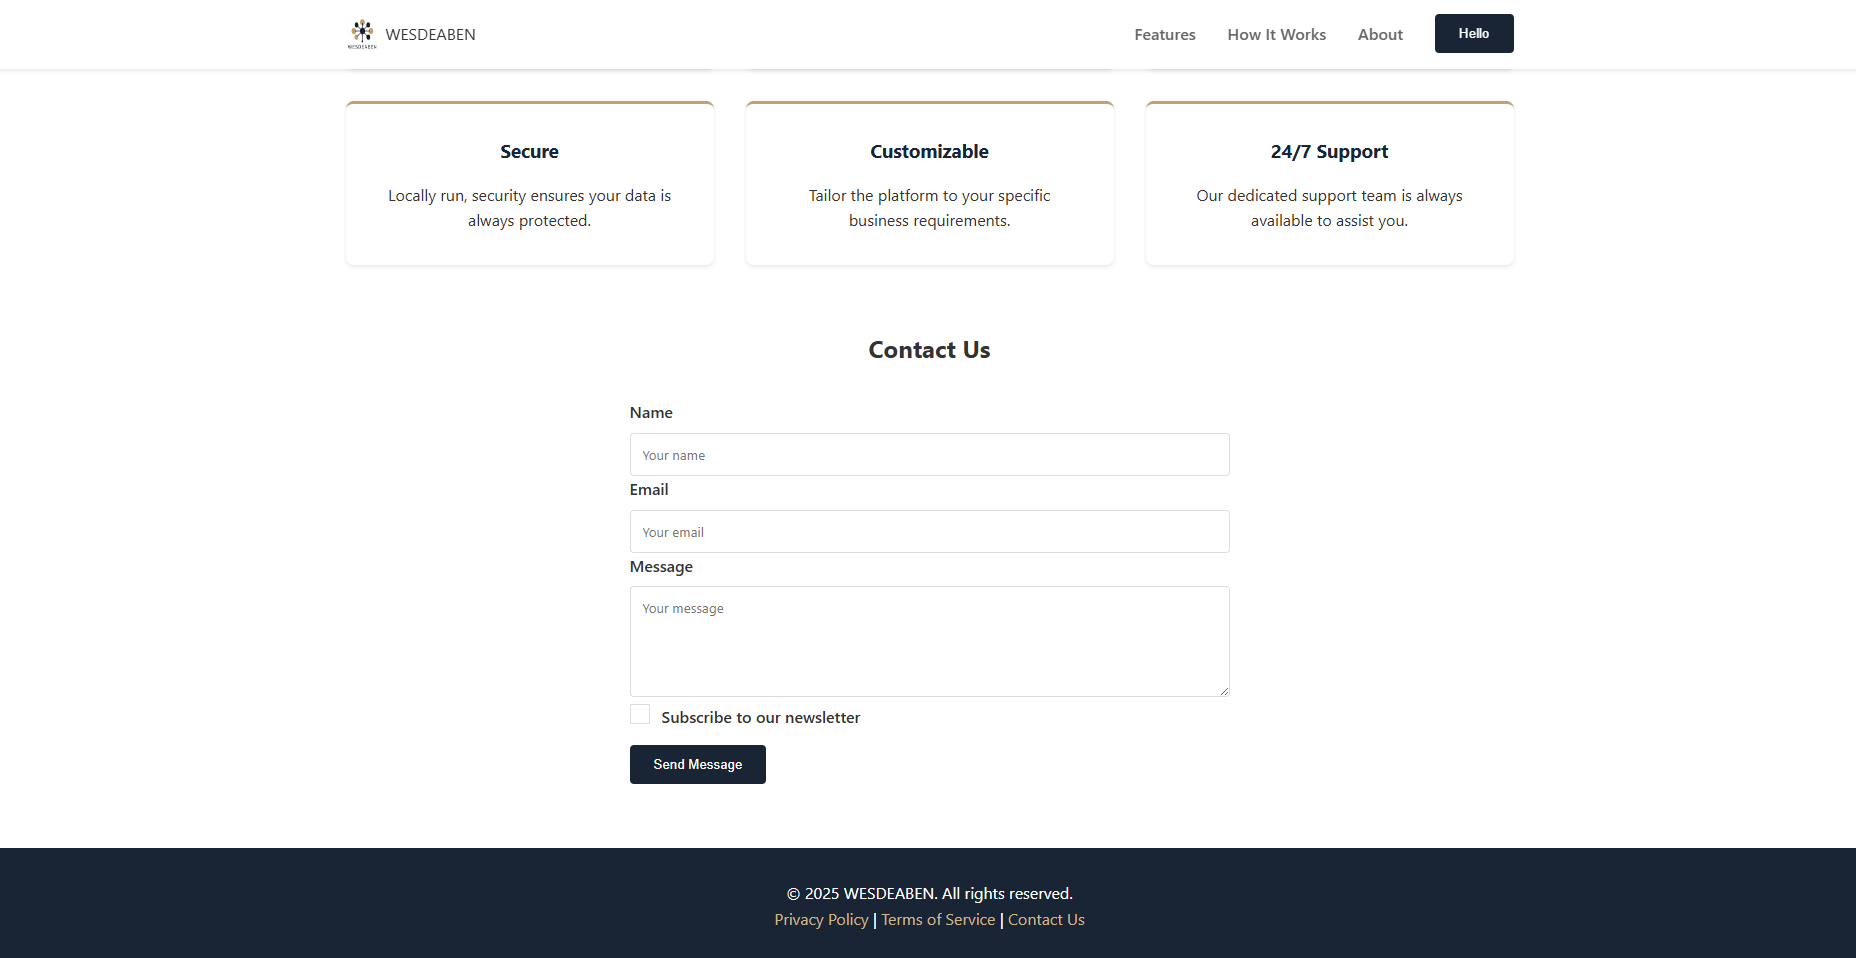 WESDEABEN
WESDEABEN
Features
How It Works
About
Hello
Secure
Locally run, security ensures your data is
always protected.
Customizable
Tailor the platform to your specific
business requirements.
24/7 Support
Our dedicated support team is always
available to assist you.
Contact Us
Name
Your name
Email
Your email
Message
Your message
Subscribe to our newsletter
Send Message
© 2025 WESDEABEN. All rights reserved.
Privacy Policy | Terms of Service | Contact Us